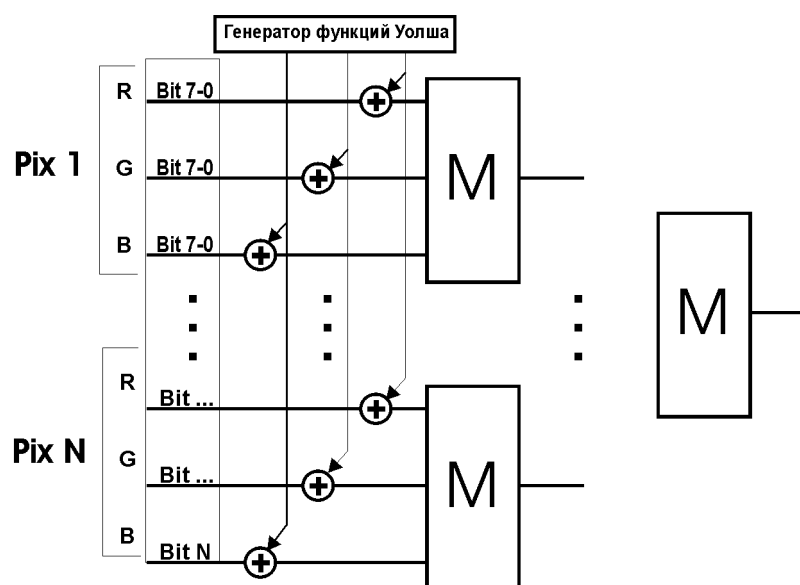 Генератор функций Уолша
R Bit 7-0
Pix 1 G Bit 7-0 M
B Bit 7-0
M
R Bit ...
Pix N G Bit ... M
B Bit N